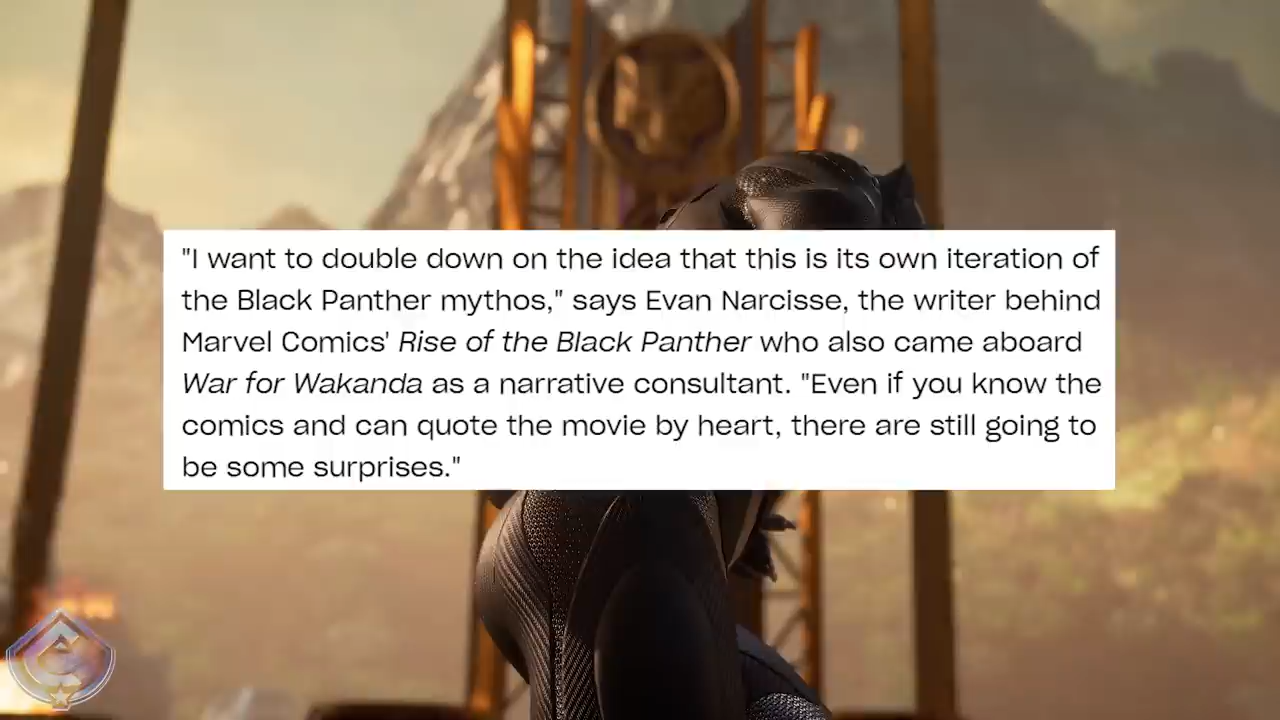 "I want to double down on the idea that this is its own iteration of
the Black Panther mythos," says Evan Narcisse, the writer behind
Marvel Comics' Rise of the Black Panther who also came aboard
War for Wakanda as a narrative consultant. "Even if you know the
comics and can quote the movie by heart, there are still going to
be some surprises."